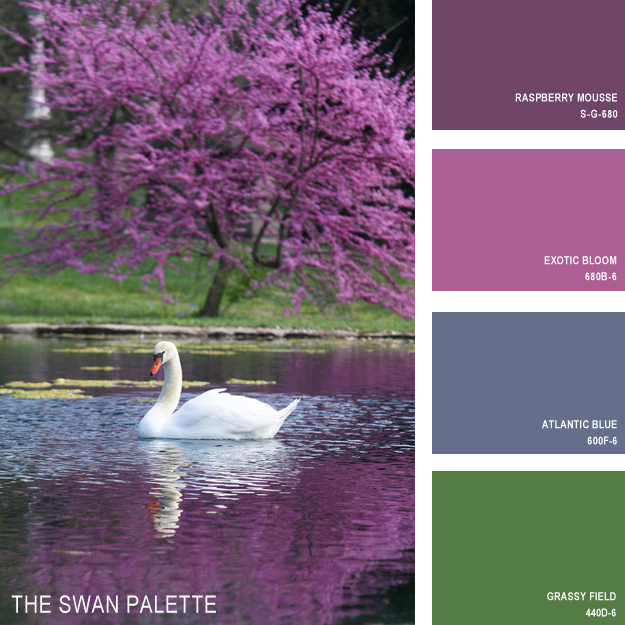 RASPBERRY MOUSSE
S-G-680
EXOTIC BLOOM
680B-6
ATLANTIC BLUE
600F-6
GRASSY FIELD
440D-6
THE SWAN PALETTE